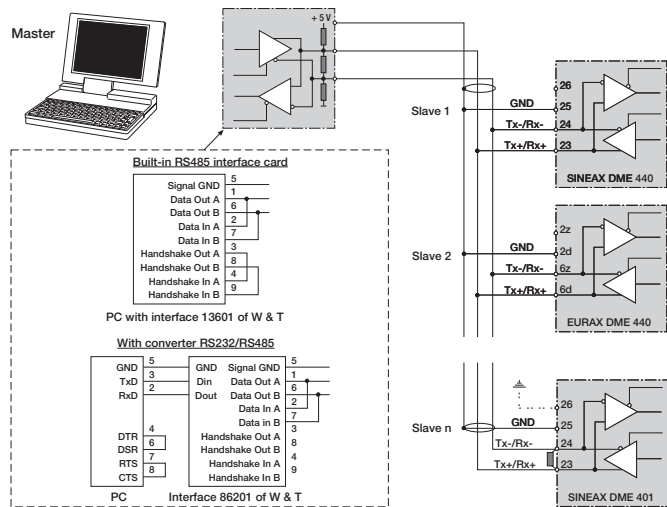 Master
+ 5 V
Slave 1
26
GND
25
Tx-/Rx-
24
Tx+/Rx+
23
SINEAX DME 440
Slave 2
2z
GND
2d
Tx-/Rx-
6z
Tx+/Rx+
6d
EURAX DME 440
Slave n
26
GND
25
Tx-/Rx-
24
Tx+/Rx+
23
SINEAX DME 401
Built-in RS485 interface card
Signal GND 5
Data Out A 1
Data Out B 6
Data In A 2
Data In B 7
Handshake Out A 3
Handshake Out B 8
Handshake In A 4
Handshake In B 9
PC with interface 13601 of W & T
With converter RS232/RS485
GND 5 GND Signal GND 5
TxD 3 Din Data Out A 1
RxD 2 Dout Data Out B 6
Data In A 2
Data in B 7
DTR 4 Handshake Out A 3
DSR 6 Handshake Out B 8
RTS 7 Handshake In A 4
CTS 8 Handshake In B 9
PC Interface 86201 of W & T